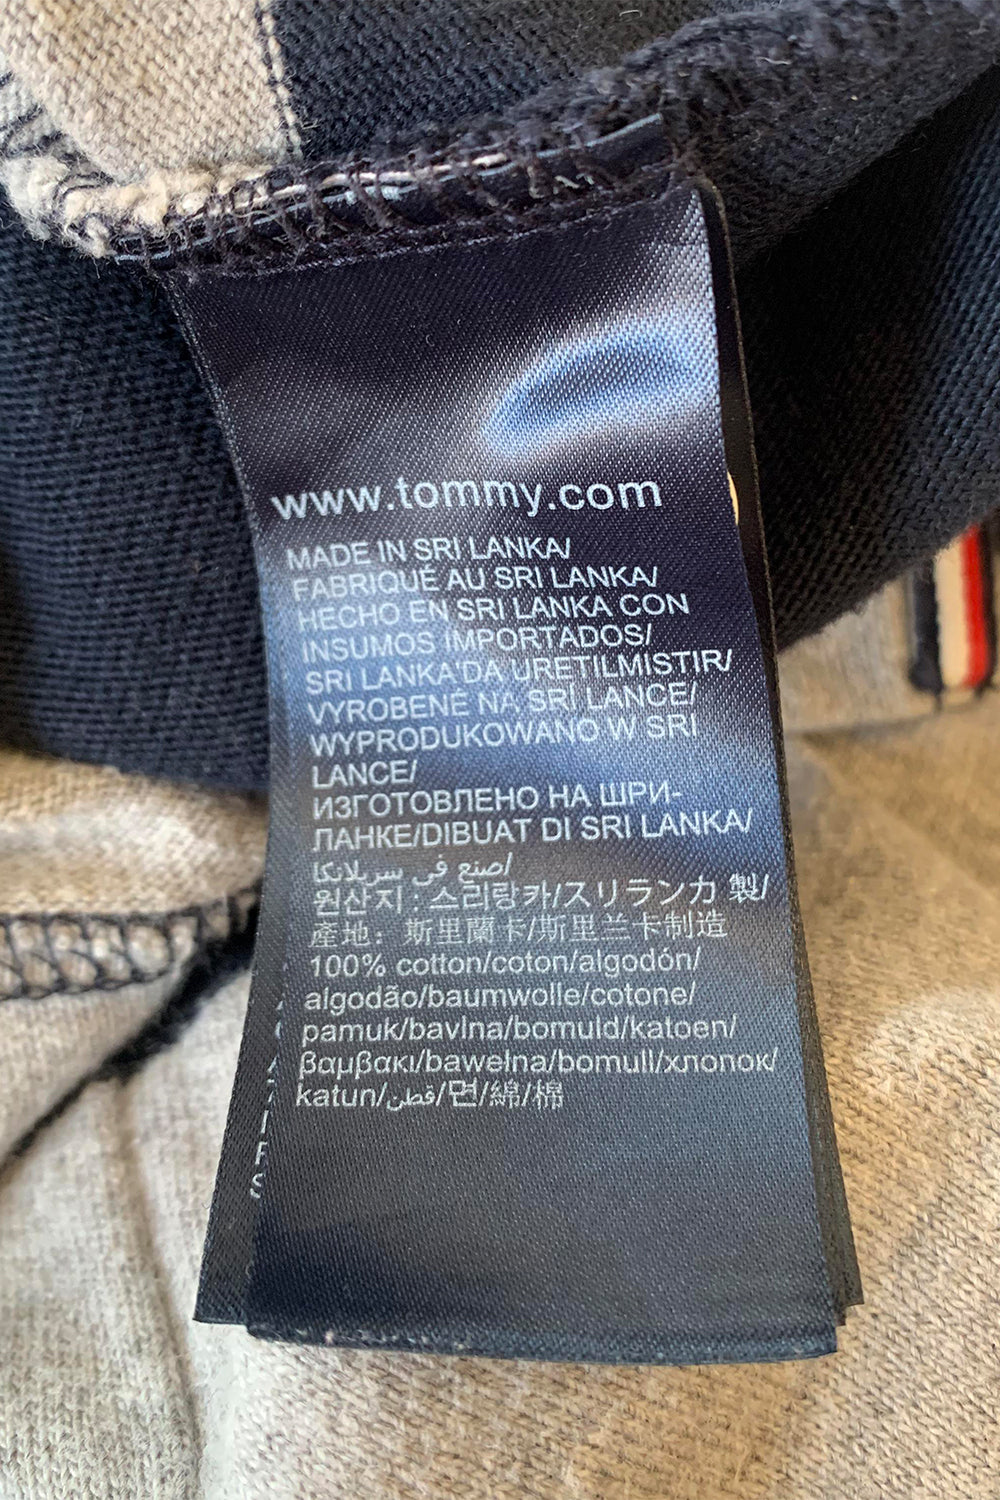 www.tommy.com
MADE IN SRI LANKA/
FABRIQUÉ AU SRI LANKA/
HECHO EN SRI LANKA CON
INSUMOS IMPORTADOS/
SRI LANKA'DA URETILMISTIR/
VYROBENÉ NA SRÍ LANCE/
WYPRODUKOWANO W SRI
LANCE/
ИЗГОТОВЛЕНО НА ШРИ-
ЛАНКЕ/DIBUAT DI SRI LANKA/
صنع في سريلانكا/
원산지 : 스리랑카/スリランカ 製/
產地: 斯里蘭卡/斯里兰卡制造
100% cotton/coton/algodón/
algodão/baumwolle/cotone/
pamuk/bavlna/bomuld/katoen/
βαμβακι/bawełna/bomull/хлопок/
katun/قطن/면/綿/棉